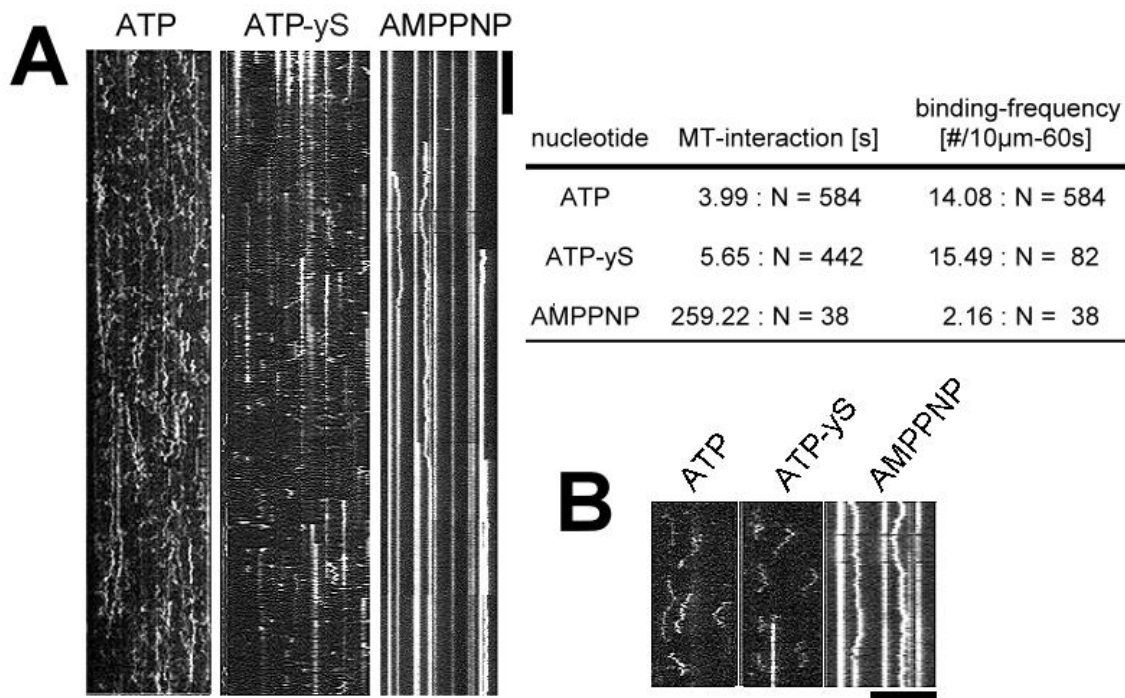 A
ATP ATP-yS AMPPNP
nucleotide MT-interaction [s] binding-frequency [#/10µm-60s]
ATP 3.99 : N = 584 14.08 : N = 584
ATP-yS 5.65 : N = 442 15.49 : N = 82
AMPPNP 259.22 : N = 38 2.16 : N = 38
B
ATP ATP-yS AMPPNP